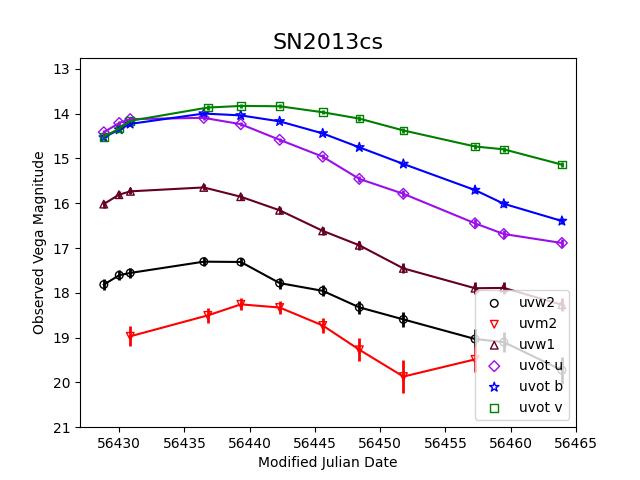 SN2013cs
Observed Vega Magnitude
13
14
15
16
17
18
19
20
21
uvw2
uvm2
uvw1
uvot u
uvot b
uvot v
56430 56435 56440 56445 56450 56455 56460 56465
Modified Julian Date